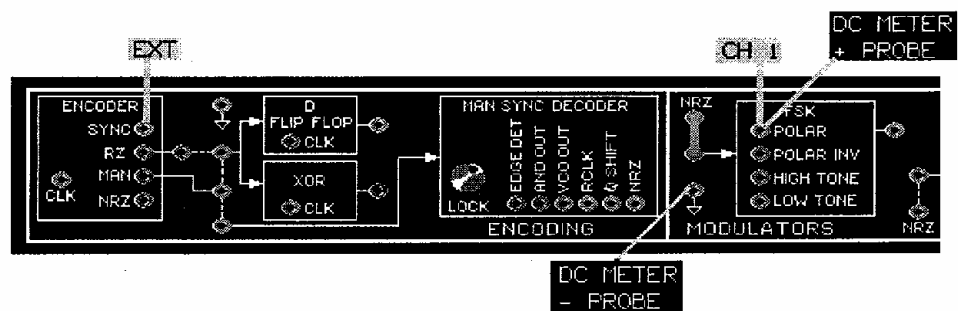 DC METER
+ PROBE
EXT
CH 1
ENCODER
SYNC
RZ
MAN
NRZ
CLK
D
FLIP FLOP
CLK
XOR
CLK
MAN SYNC DECODER
LOCK
EDGE DET
AND OUT
VCO OUT
RCLK
Q SHIFT
NRZ
ENCODING
NRZ
FSK
POLAR
POLAR INV
HIGH TONE
LOW TONE
MODULATORS
NRZ
DC METER
- PROBE